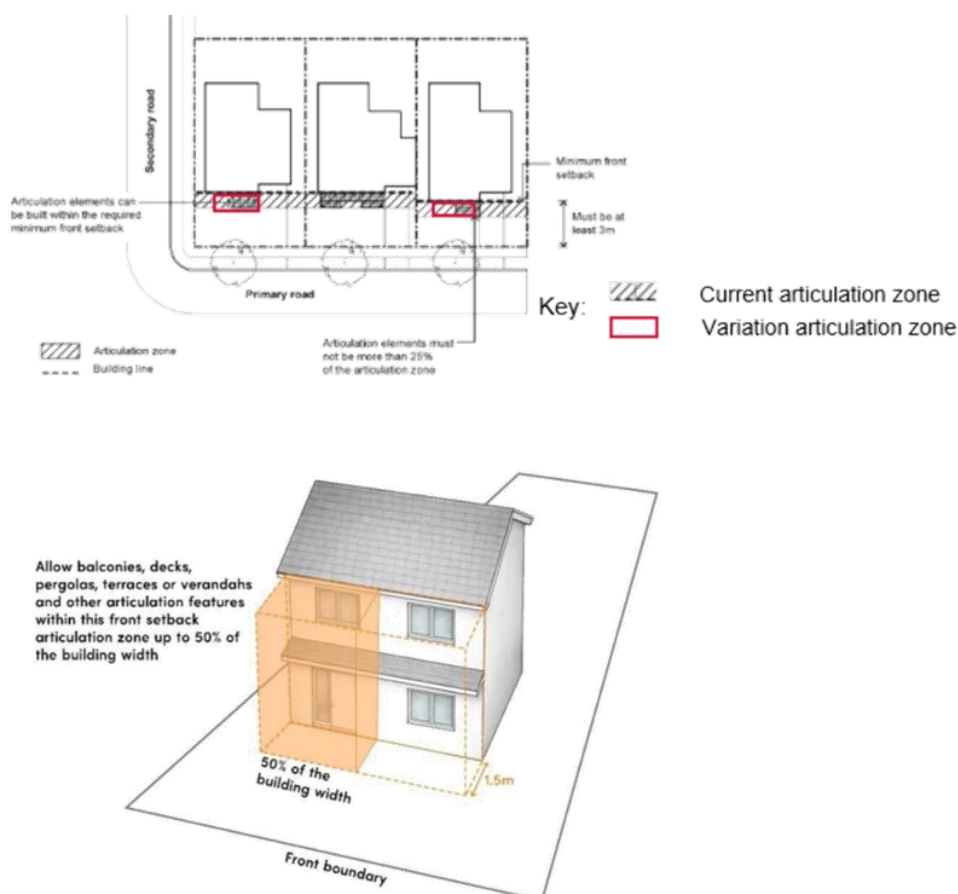 Secondary road
Minimum front
setback
Articulation elements can
be built within the required
minimum front setback
Must be at
least 3m
Primary road
Key:
Current articulation zone
Variation articulation zone
Articulation elements must
not be more than 25%
of the articulation zone
Articulation zone
Building line
Allow balconies, decks,
pergolas, terraces or verandahs
and other articulation features
within this front setback
articulation zone up to 50% of
the building width
50% of the
building width
1.5m
Front boundary